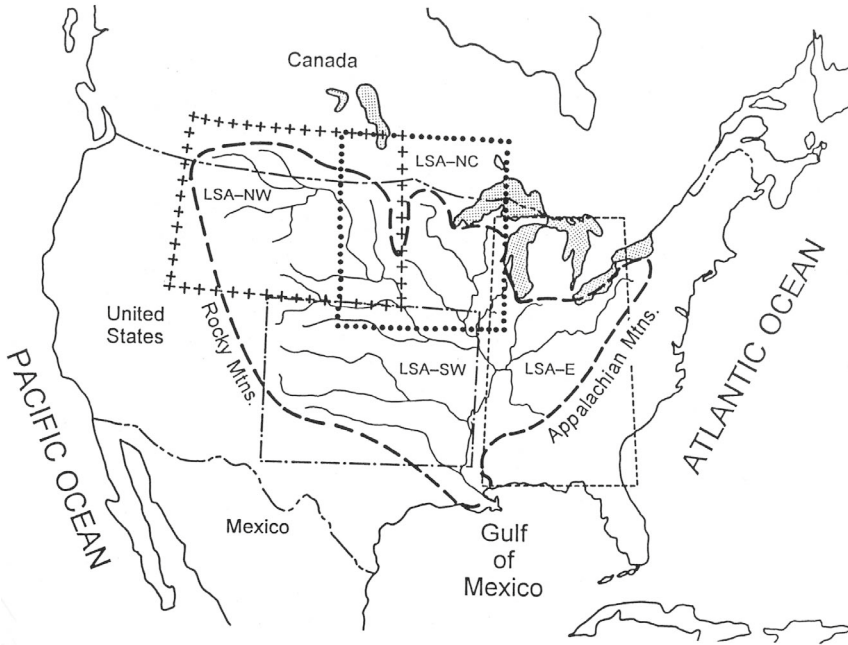 Canada
LSA–NC
LSA–NW
United
States
Rocky Mtns.
LSA–SW
LSA–E
Appalachian Mtns.
PACIFIC OCEAN
ATLANTIC OCEAN
Mexico
Gulf
of
Mexico